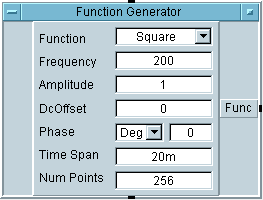 Function Generator
Function Square
Frequency 200
Amplitude 1
DcOffset 0
Func
Phase Deg 0
Time Span 20m
Num Points 256